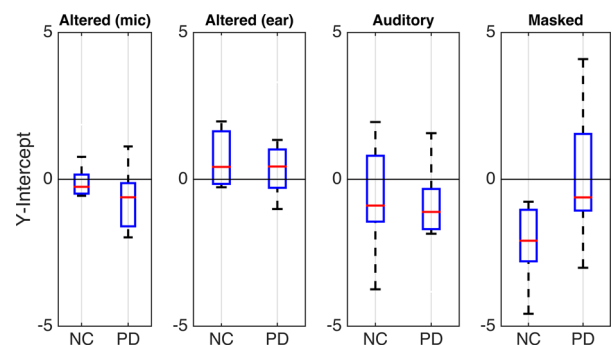 Altered (mic) Altered (ear) Auditory Masked
Y-Intercept
5 5 5 5
0 0 0 0
-5 -5 -5 -5
NC PD NC PD NC PD NC PD